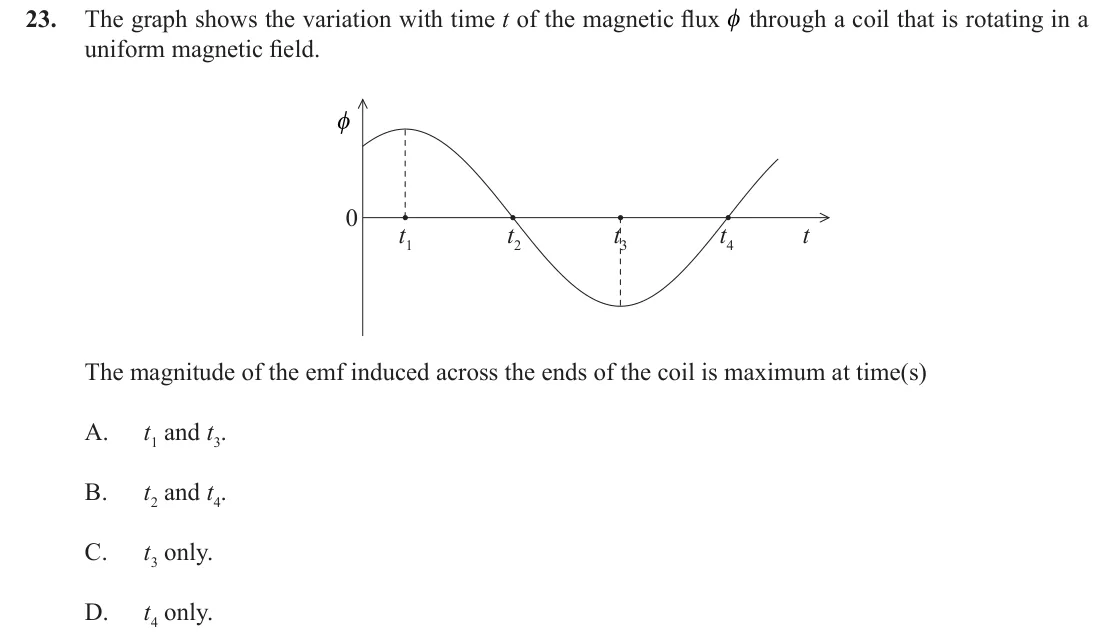 23. The graph shows the variation with time t of the magnetic flux ϕ through a coil that is rotating in a
uniform magnetic field.
ϕ
0
t₁ t₂ t₃ t₄ t
The magnitude of the emf induced across the ends of the coil is maximum at time(s)
A. t₁ and t₃.
B. t₂ and t₄.
C. t₃ only.
D. t₄ only.